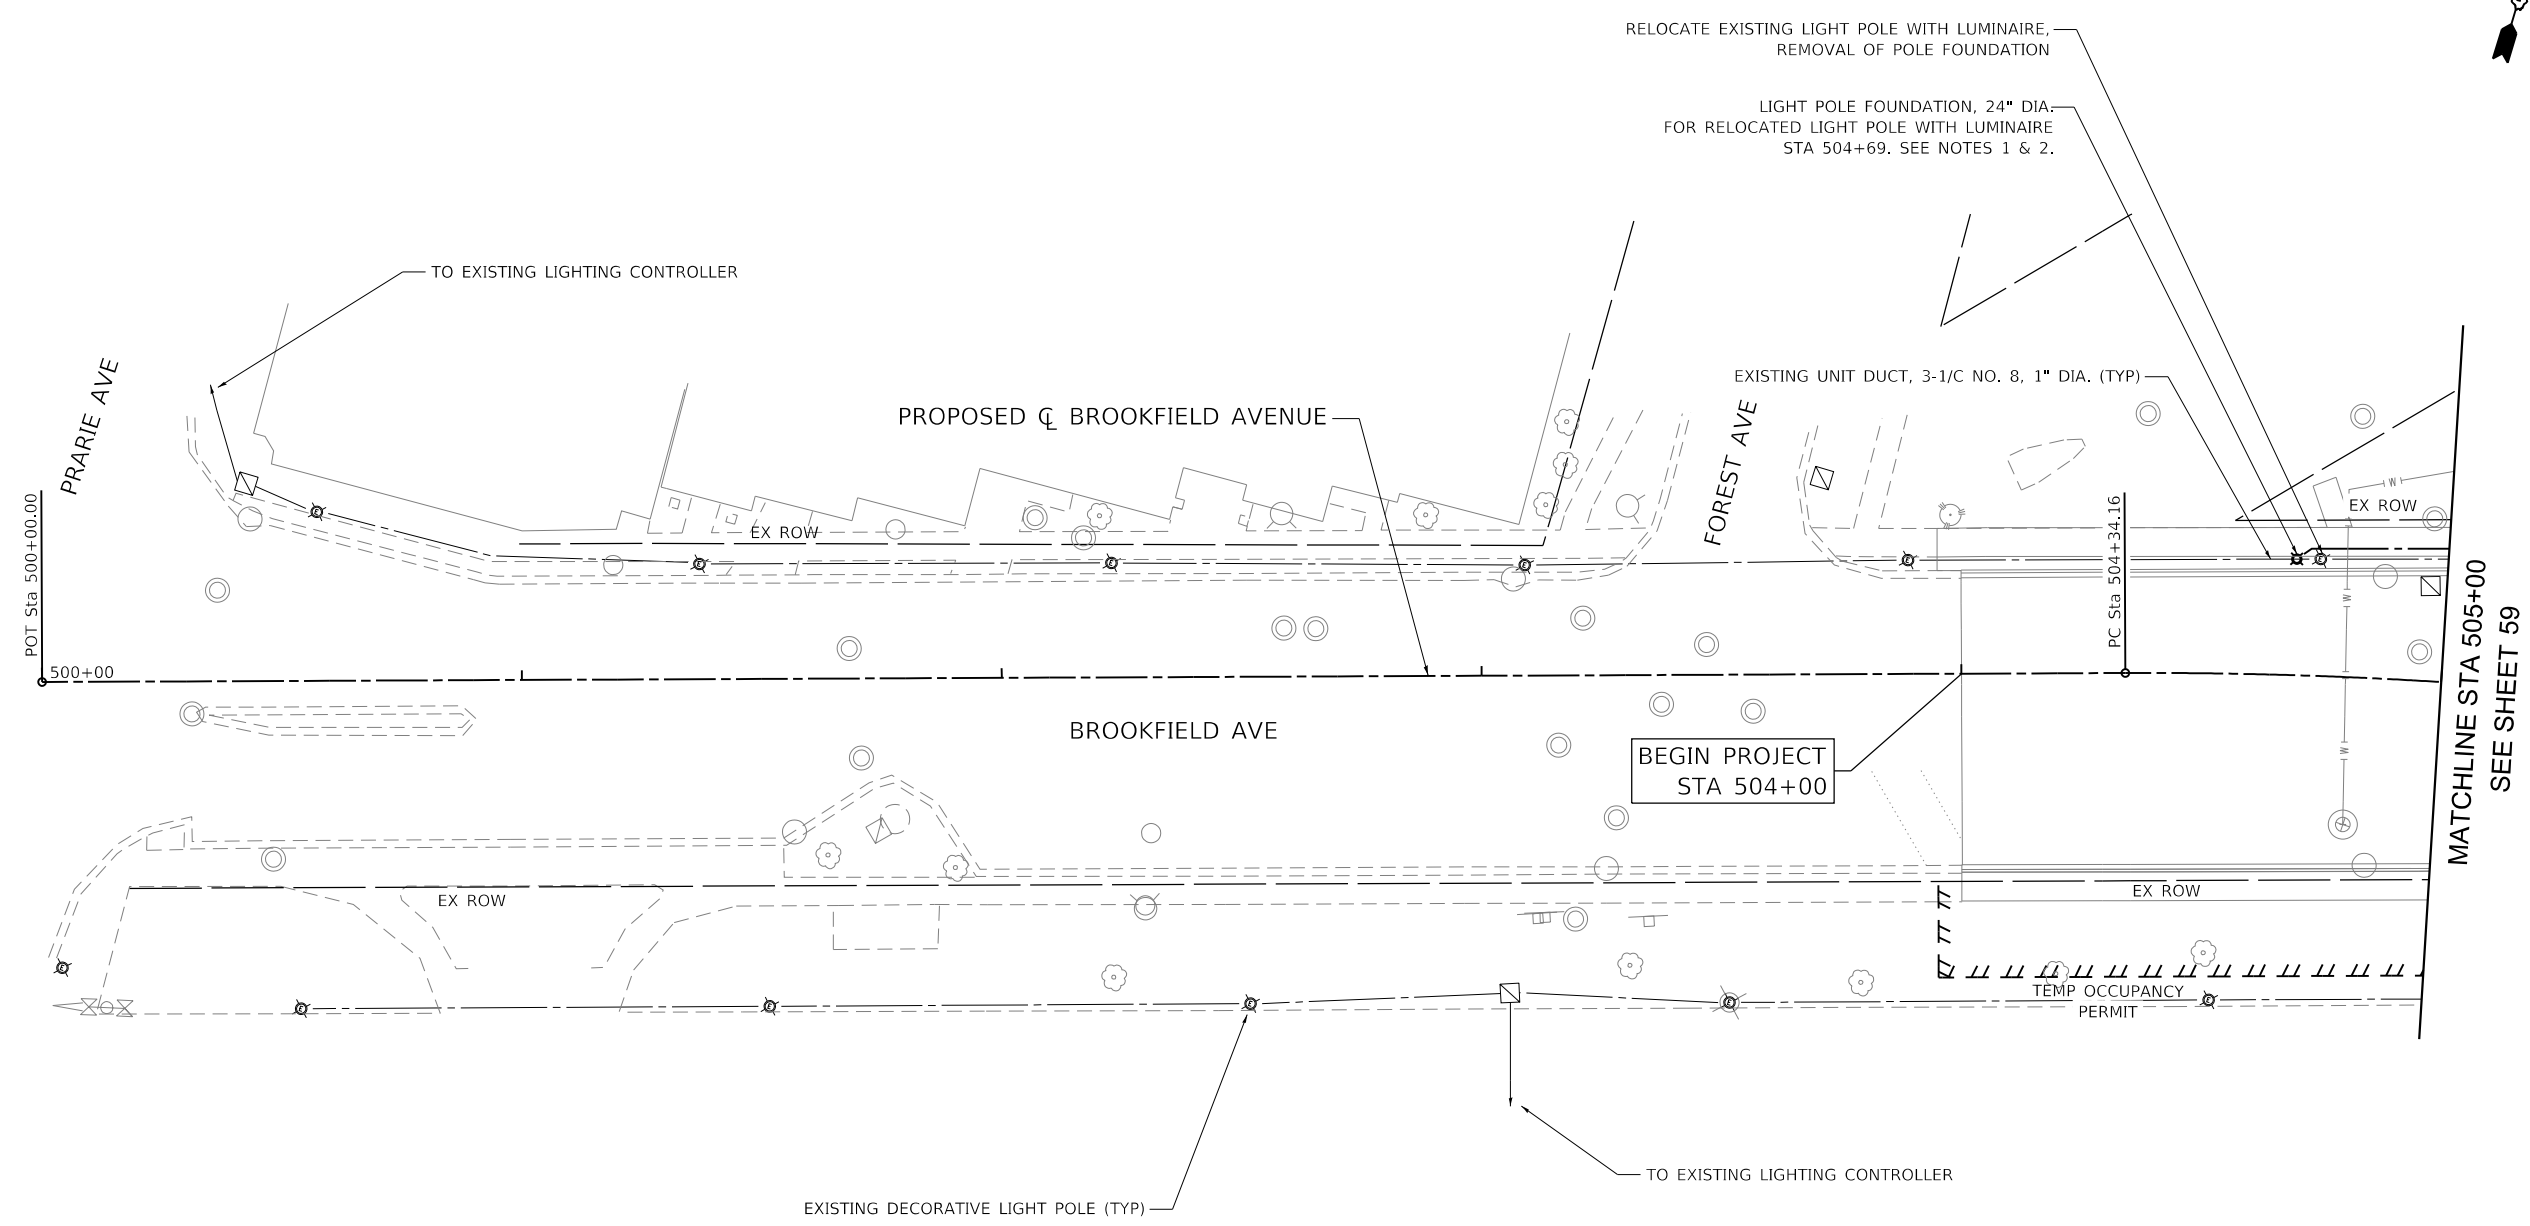 RELOCATE EXISTING LIGHT POLE WITH LUMINAIRE,
REMOVAL OF POLE FOUNDATION
LIGHT POLE FOUNDATION, 24" DIA.
FOR RELOCATED LIGHT POLE WITH LUMINAIRE
STA 504+69. SEE NOTES 1 & 2.
TO EXISTING LIGHTING CONTROLLER
PRARIE AVE
EXISTING UNIT DUCT, 3-1/C NO. 8, 1" DIA. (TYP)
PROPOSED ℄ BROOKFIELD AVENUE
FOREST AVE
EX ROW
EX ROW
POT Sta 500+00.00
500+00
PC Sta 504+34.16
W
W
W
W
MATCHLINE STA 505+00
SEE SHEET 59
BROOKFIELD AVE
BEGIN PROJECT
STA 504+00
EX ROW
EX ROW
TEMP OCCUPANCY
PERMIT
TO EXISTING LIGHTING CONTROLLER
EXISTING DECORATIVE LIGHT POLE (TYP)